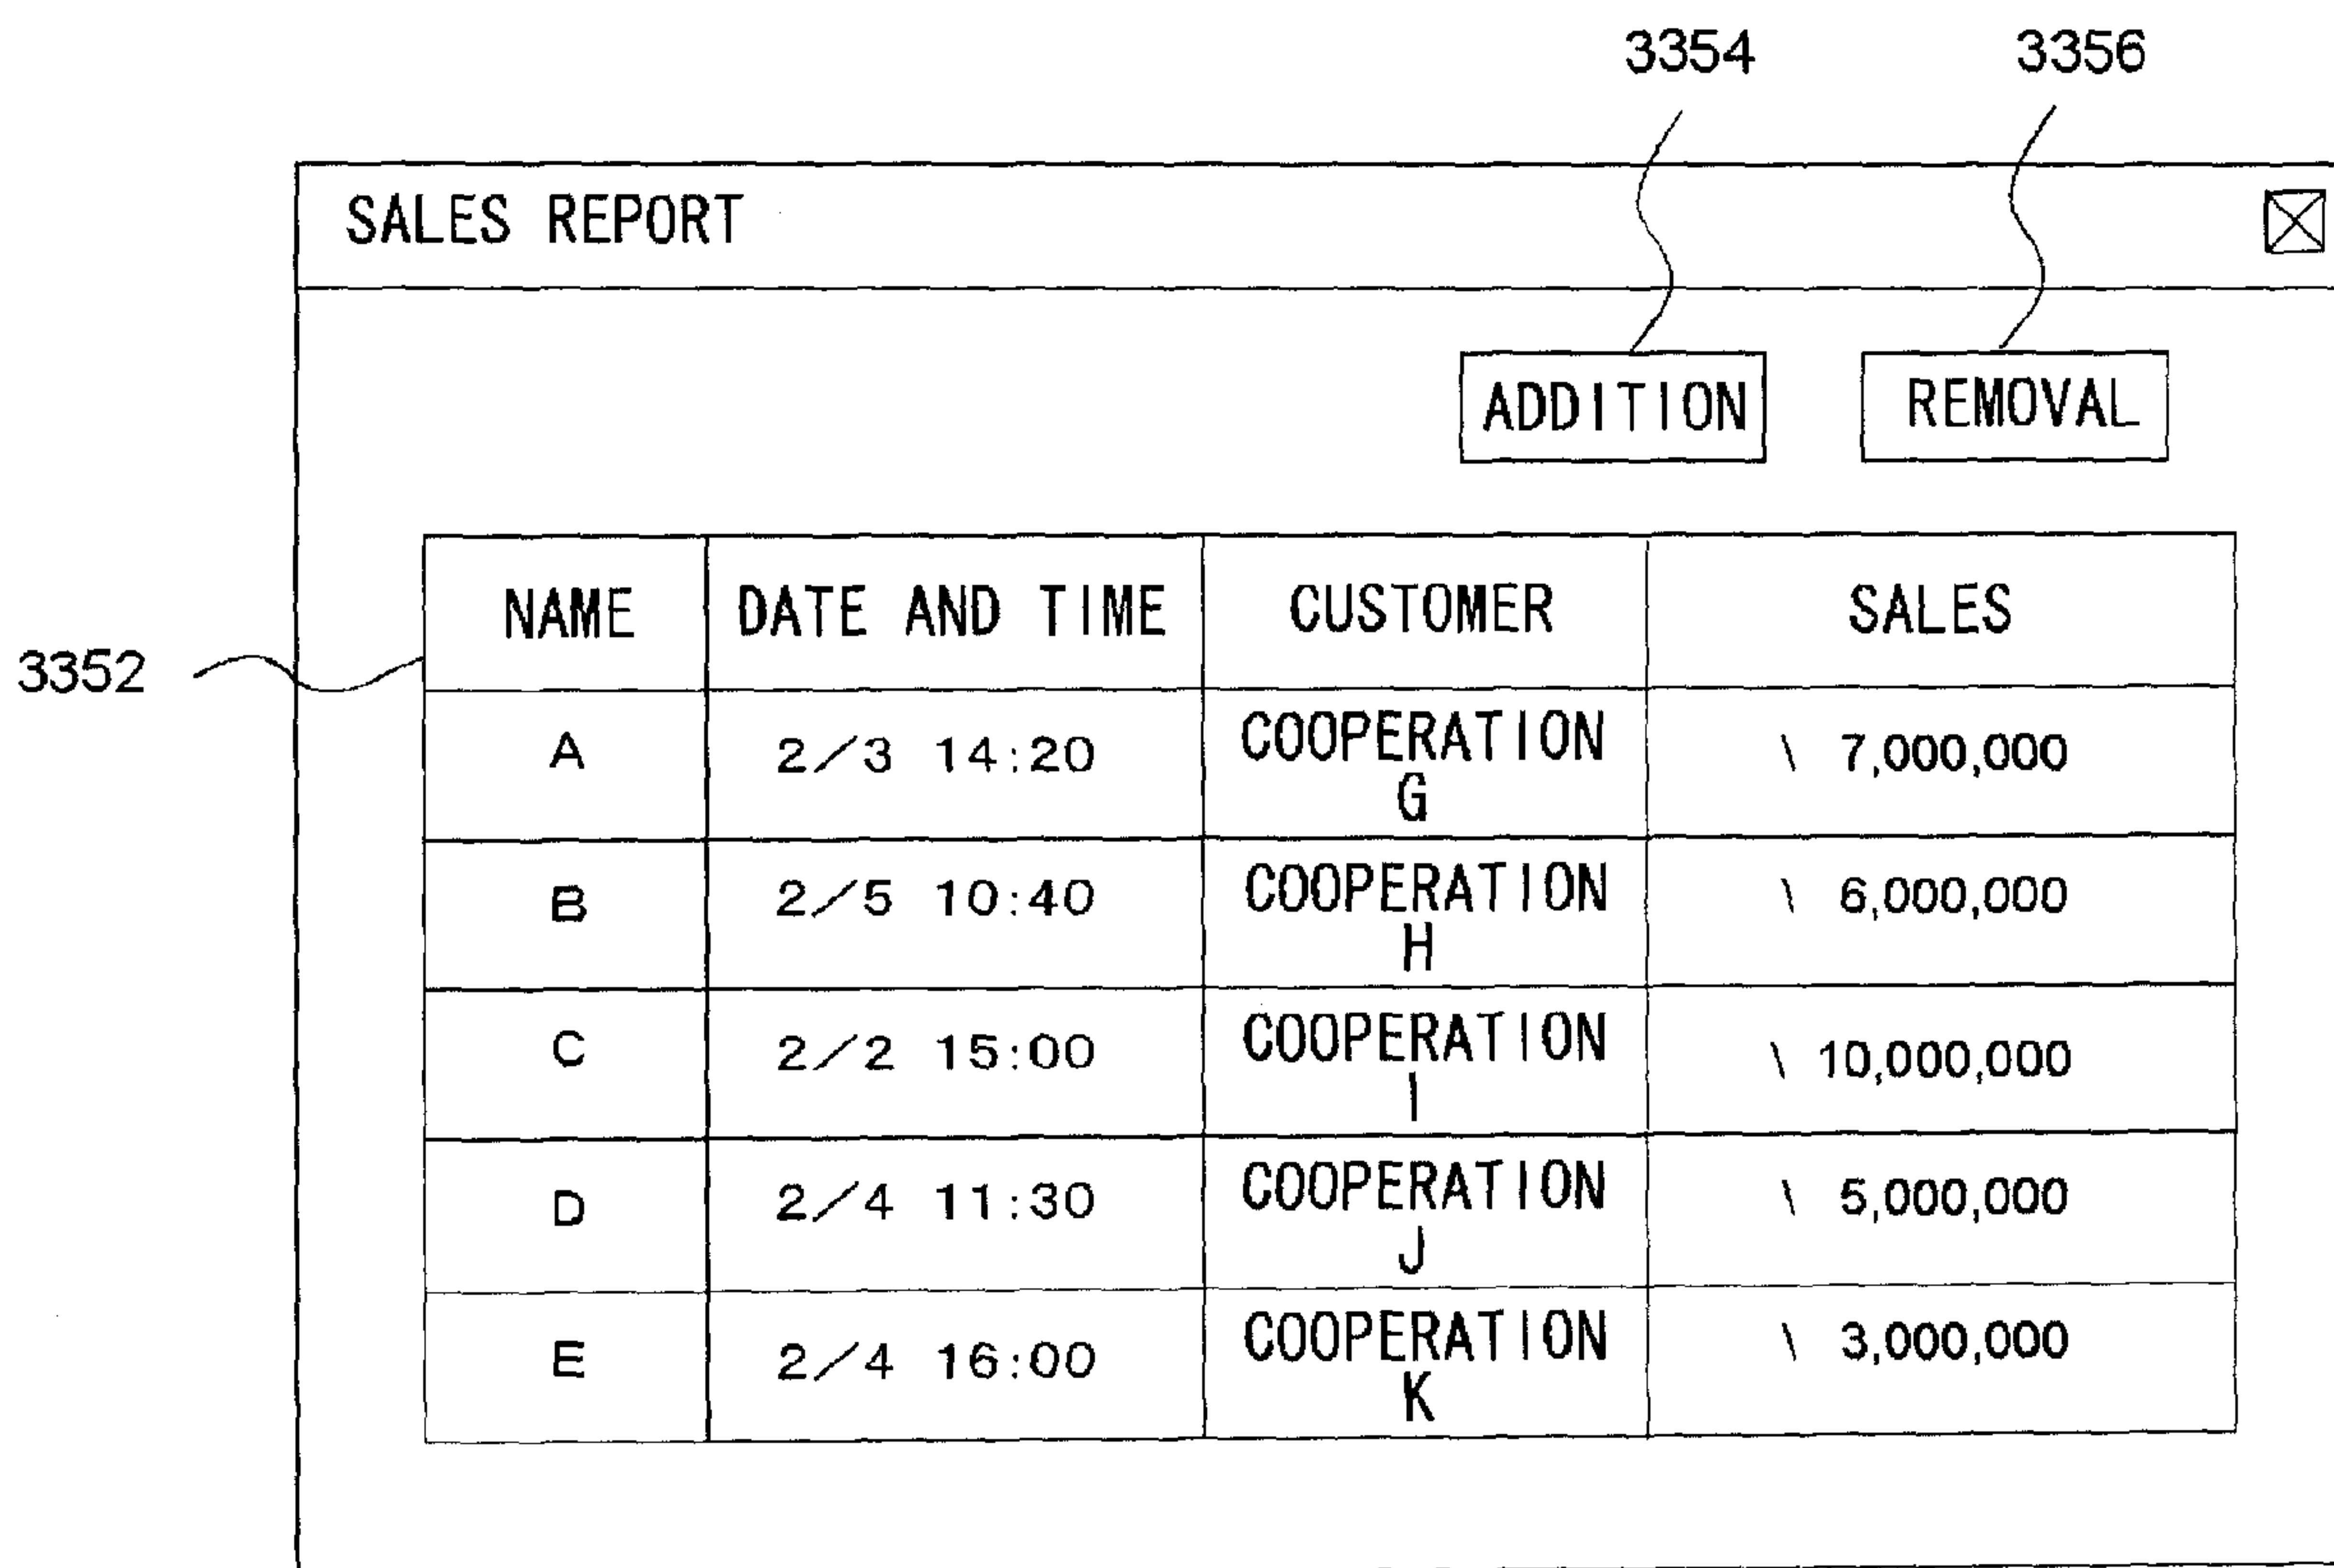 3354 3356
SALES REPORT
ADDITION REMOVAL
NAME DATE AND TIME CUSTOMER SALES
3352
A 2/3 14:20 COOPERATION G \ 7,000,000
B 2/5 10:40 COOPERATION H \ 6,000,000
C 2/2 15:00 COOPERATION I \ 10,000,000
D 2/4 11:30 COOPERATION J \ 5,000,000
E 2/4 16:00 COOPERATION K \ 3,000,000